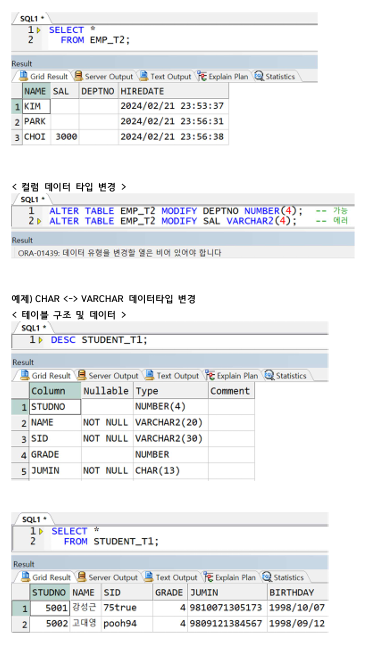 SQL1 *
1 SELECT *
2 FROM EMP_T2;
Result
Grid Result Server Output Text Output Explain Plan Statistics
NAME SAL DEPTNO HIREDATE
1 KIM 2024/02/21 23:53:37
2 PARK 2024/02/21 23:56:31
3 CHOI 3000 2024/02/21 23:56:38
< 컬럼 데이터 타입 변경 >
SQL1 *
1 ALTER TABLE EMP_T2 MODIFY DEPTNO NUMBER(4); -- 가능
2 ALTER TABLE EMP_T2 MODIFY SAL VARCHAR2(4); -- 에러
ORA-01439: 데이터 유형을 변경할 열은 비어 있어야 합니다
예제) CHAR <-> VARCHAR 데이터타입 변경
< 테이블 구조 및 데이터 >
SQL1 *
1 DESC STUDENT_T1;
Result
Grid Result Server Output Text Output Explain Plan Statistics
Column Nullable Type Comment
1 STUDNO NUMBER(4)
2 NAME NOT NULL VARCHAR2(20)
3 SID NOT NULL VARCHAR2(30)
4 GRADE NUMBER
5 JUMIN NOT NULL CHAR(13)
SQL1 *
1 SELECT *
2 FROM STUDENT_T1;
Result
Grid Result Server Output Text Output Explain Plan Statistics
STUDNO NAME SID GRADE JUMIN BIRTHDAY
1 5001 강성근 75true 4 9810071305173 1998/10/07
2 5002 고대영 pooh94 4 9809121384567 1998/09/12